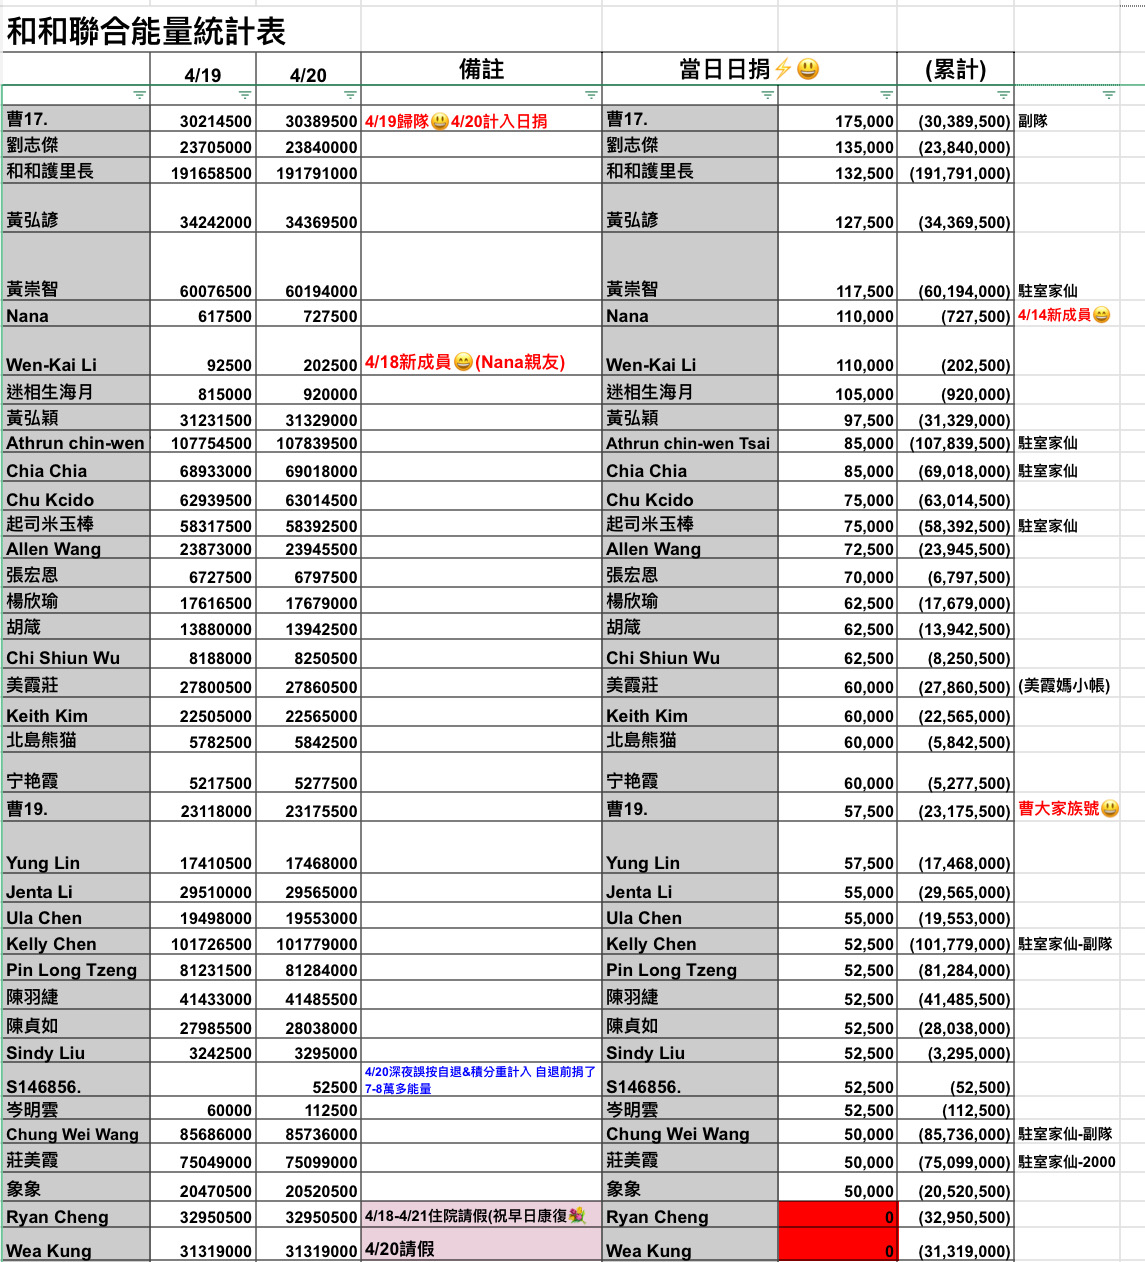 和和聯合能量統計表
4/19 4/20 備註 當日日捐⚡😃 (累計)
曹17. 30214500 30389500 4/19歸隊😃4/20計入日捐 曹17. 175,000 (30,389,500) 副隊
劉志傑 23705000 23840000 劉志傑 135,000 (23,840,000)
和和護里長 191658500 191791000 和和護里長 132,500 (191,791,000)
黃弘諺 34242000 34369500 黃弘諺 127,500 (34,369,500)
黃崇智 60076500 60194000 黃崇智 117,500 (60,194,000) 駐室家仙
Nana 617500 727500 Nana 110,000 (727,500) 4/14新成員😄
Wen-Kai Li 92500 202500 4/18新成員😄(Nana親友) Wen-Kai Li 110,000 (202,500)
迷相生海月 815000 920000 迷相生海月 105,000 (920,000)
黃弘穎 31231500 31329000 黃弘穎 97,500 (31,329,000)
Athrun chin-wen 107754500 107839500 Athrun chin-wen Tsai 85,000 (107,839,500) 駐室家仙
Chia Chia 68933000 69018000 Chia Chia 85,000 (69,018,000) 駐室家仙
Chu Kcido 62939500 63014500 Chu Kcido 75,000 (63,014,500)
起司米玉棒 58317500 58392500 起司米玉棒 75,000 (58,392,500) 駐室家仙
Allen Wang 23873000 23945500 Allen Wang 72,500 (23,945,500)
張宏恩 6727500 6797500 張宏恩 70,000 (6,797,500)
楊欣瑜 17616500 17679000 楊欣瑜 62,500 (17,679,000)
胡箴 13880000 13942500 胡箴 62,500 (13,942,500)
Chi Shiun Wu 8188000 8250500 Chi Shiun Wu 62,500 (8,250,500)
美霞莊 27800500 27860500 美霞莊 60,000 (27,860,500) (美霞媽小帳)
Keith Kim 22505000 22565000 Keith Kim 60,000 (22,565,000)
北島熊猫 5782500 5842500 北島熊猫 60,000 (5,842,500)
宁艳霞 5217500 5277500 宁艳霞 60,000 (5,277,500)
曹19. 23118000 23175500 曹19. 57,500 (23,175,500) 曹大家族號😃
Yung Lin 17410500 17468000 Yung Lin 57,500 (17,468,000)
Jenta Li 29510000 29565000 Jenta Li 55,000 (29,565,000)
Ula Chen 19498000 19553000 Ula Chen 55,000 (19,553,000)
Kelly Chen 101726500 101779000 Kelly Chen 52,500 (101,779,000) 駐室家仙-副隊
Pin Long Tzeng 81231500 81284000 Pin Long Tzeng 52,500 (81,284,000)
陳羽緁 41433000 41485500 陳羽緁 52,500 (41,485,500)
陳貞如 27985500 28038000 陳貞如 52,500 (28,038,000)
Sindy Liu 3242500 3295000 Sindy Liu 52,500 (3,295,000)
4/20深夜誤按自退&積分重計入 自退前捐了
7-8萬多能量
S146856. 52500 S146856. 52,500 (52,500)
岑明雲 60000 112500 岑明雲 52,500 (112,500)
Chung Wei Wang 85686000 85736000 Chung Wei Wang 50,000 (85,736,000) 駐室家仙-副隊
莊美霞 75049000 75099000 莊美霞 50,000 (75,099,000) 駐室家仙-2000
象象 20470500 20520500 象象 50,000 (20,520,500)
Ryan Cheng 32950500 32950500 4/18-4/21住院請假(祝早日康復💐 Ryan Cheng 0 (32,950,500)
Wea Kung 31319000 31319000 4/20請假 Wea Kung 0 (31,319,000)